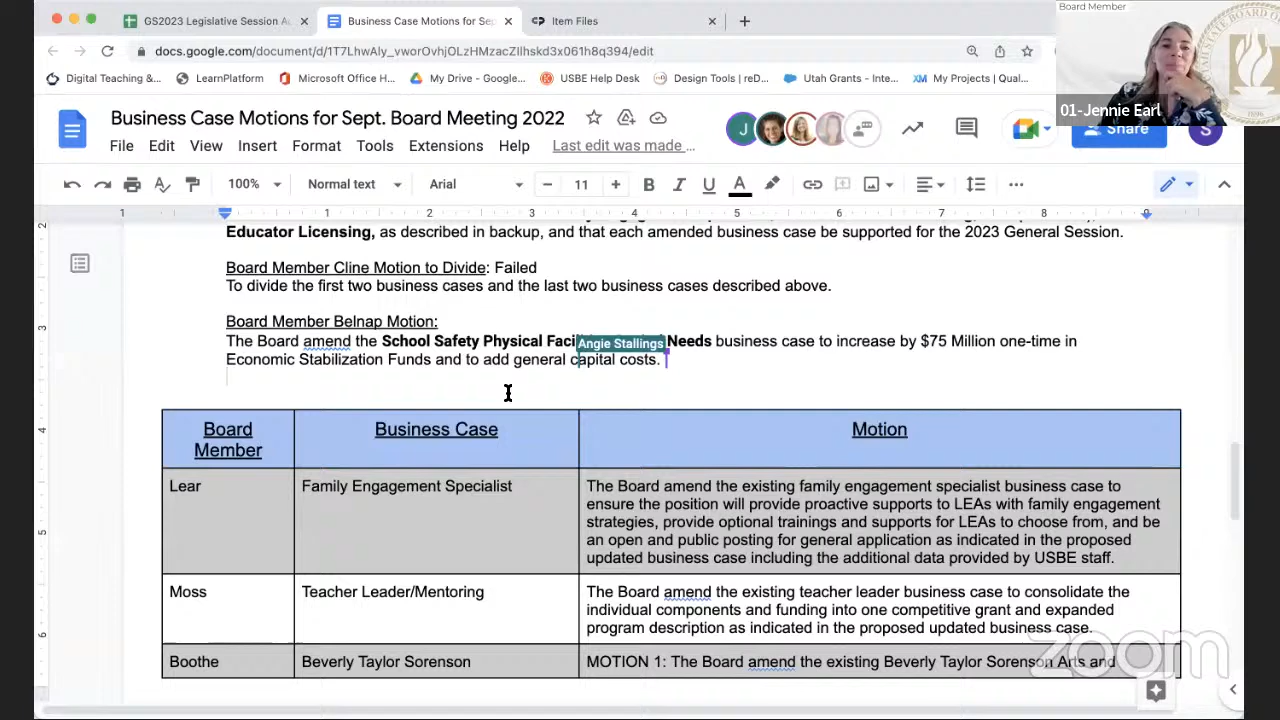 GS2023 Legislative Session Au
Business Case Motions for Sep
Item Files
Board Member
docs.google.com/document/d/1T7LhwAly_vworOvhjOLzHMzacZIlhskd3x061h8q394/edit
Digital Teaching &...
LearnPlatform
Microsoft Office H...
My Drive - Google...
USBE Help Desk
Design Tools | reD...
Utah Grants - Inte...
My Projects | Qual...
01-Jennie Earl
Business Case Motions for Sept. Board Meeting 2022
Share
File Edit View Insert Format Tools Extensions Help Last edit was made ...
100% Normal text Arial 11
Educator Licensing, as described in backup, and that each amended business case be supported for the 2023 General Session.
Board Member Cline Motion to Divide: Failed
To divide the first two business cases and the last two business cases described above.
Board Member Belnap Motion:
The Board amend the School Safety Physical Faci Angie Stallings Needs business case to increase by $75 Million one-time in
Economic Stabilization Funds and to add general capital costs.
Board
Member
Business Case
Motion
Lear
Family Engagement Specialist
The Board amend the existing family engagement specialist business case to
ensure the position will provide proactive supports to LEAs with family engagement
strategies, provide optional trainings and supports for LEAs to choose from, and be
an open and public posting for general application as indicated in the proposed
updated business case including the additional data provided by USBE staff.
Moss
Teacher Leader/Mentoring
The Board amend the existing teacher leader business case to consolidate the
individual components and funding into one competitive grant and expanded
program description as indicated in the proposed updated business case.
Boothe
Beverly Taylor Sorenson
MOTION 1: The Board amend the existing Beverly Taylor Sorenson Arts and
zoom